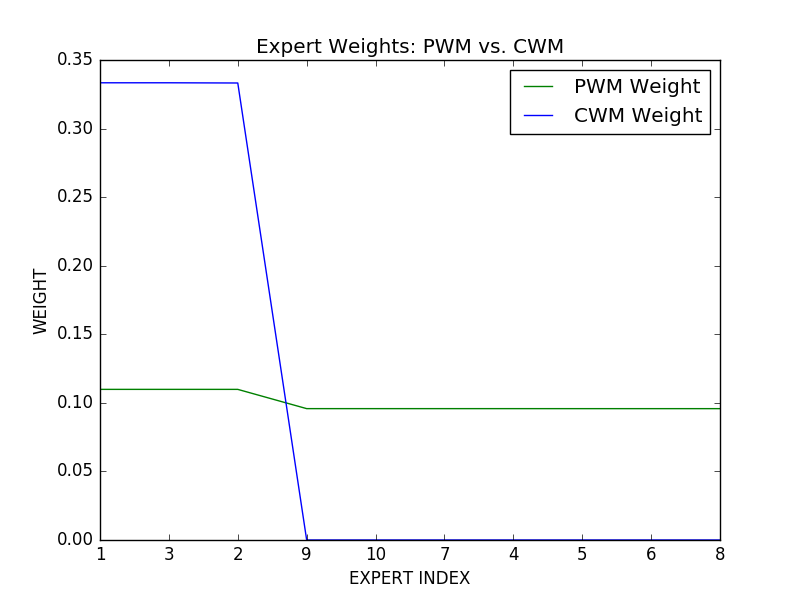 Expert Weights: PWM vs. CWM
PWM Weight
CWM Weight
0.35
0.30
0.25
0.20
0.15
0.10
0.05
0.00
WEIGHT
1 3 2 9 10 7 4 5 6 8
EXPERT INDEX